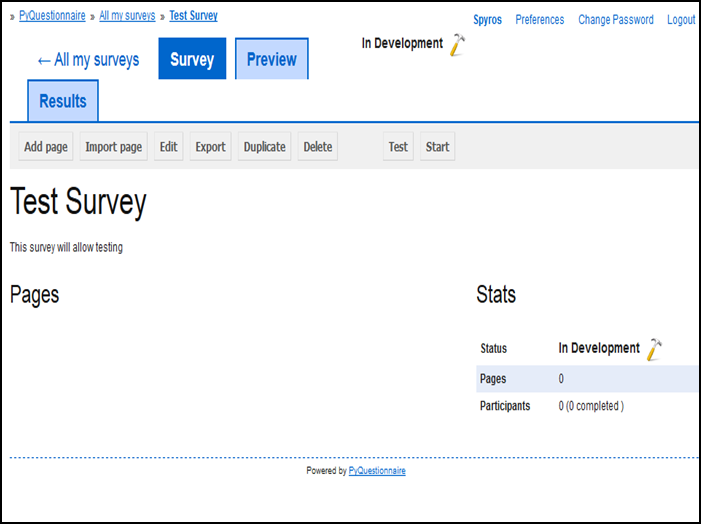 » PyQuestionnaire » All my surveys » Test Survey
Spyros Preferences Change Password Logout
In Development
← All my surveys Survey Preview
Results
Add page Import page Edit Export Duplicate Delete Test Start
Test Survey
This survey will allow testing
Pages
Stats
Status In Development
Pages 0
Participants 0 (0 completed )
Powered by PyQuestionnaire